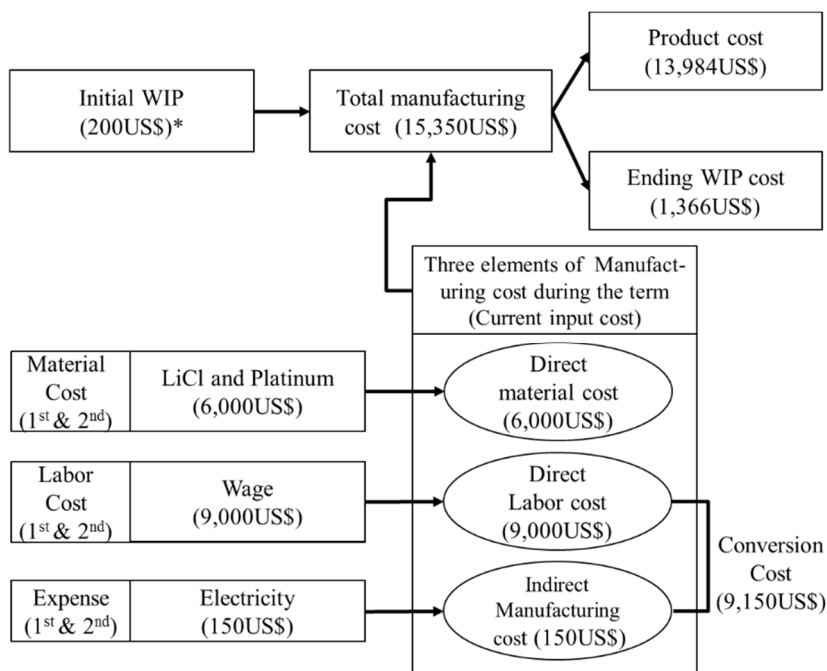 Initial WIP
(200US$)*
Total manufacturing
cost (15,350US$)
Product cost
(13,984US$)
Ending WIP cost
(1,366US$)
Three elements of Manufact-
uring cost during the term
(Current input cost)
Material
Cost
(1st & 2nd)
LiCl and Platinum
(6,000US$)
Direct
material cost
(6,000US$)
Labor
Cost
(1st & 2nd)
Wage
(9,000US$)
Direct
Labor cost
(9,000US$)
Conversion
Cost
(9,150US$)
Expense
(1st & 2nd)
Electricity
(150US$)
Indirect
Manufacturing
cost (150US$)